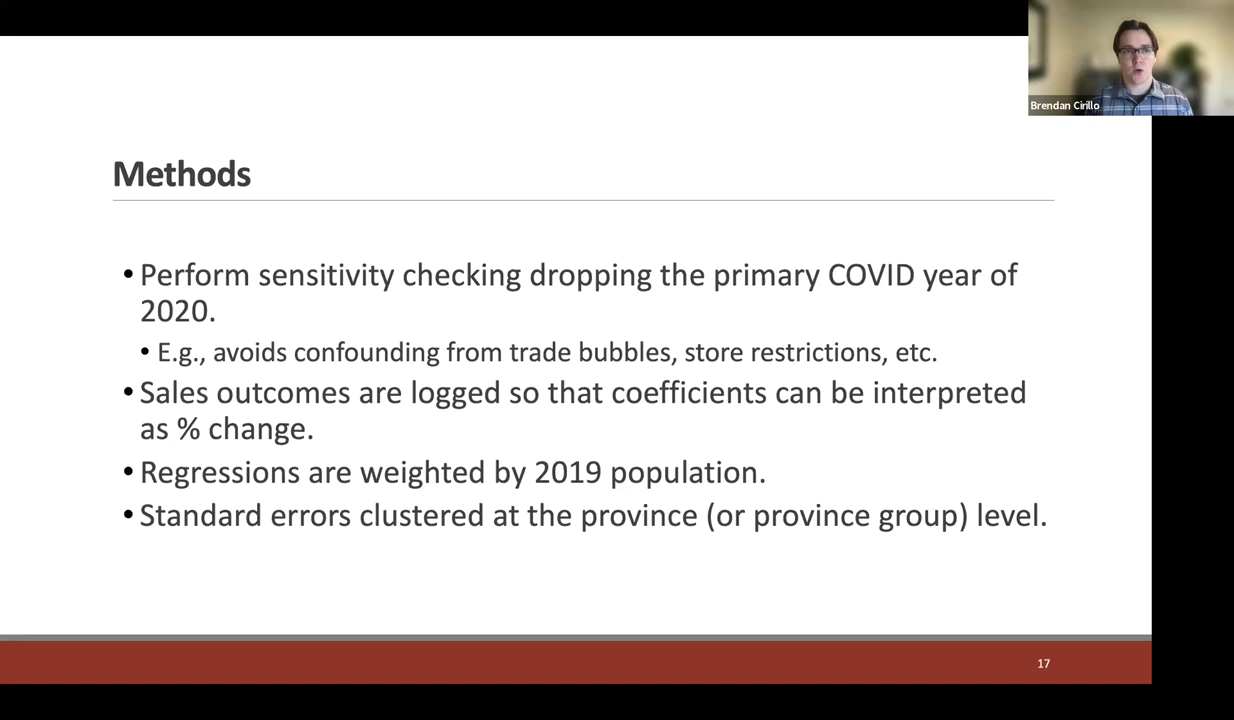 Brendan Cirillo
Methods
• Perform sensitivity checking dropping the primary COVID year of
2020.
• E.g., avoids confounding from trade bubbles, store restrictions, etc.
• Sales outcomes are logged so that coefficients can be interpreted
as % change.
• Regressions are weighted by 2019 population.
• Standard errors clustered at the province (or province group) level.
17